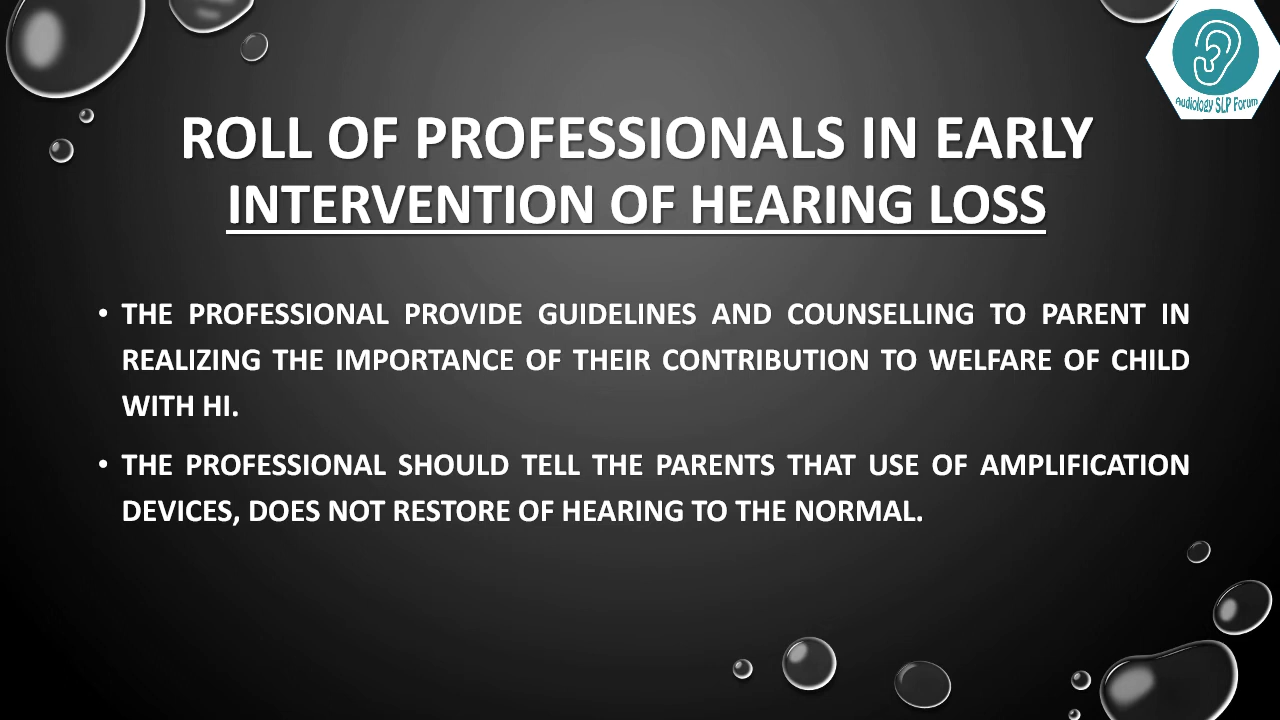 Audiology SLP Forum
ROLL OF PROFESSIONALS IN EARLY
INTERVENTION OF HEARING LOSS
• THE PROFESSIONAL PROVIDE GUIDELINES AND COUNSELLING TO PARENT IN
REALIZING THE IMPORTANCE OF THEIR CONTRIBUTION TO WELFARE OF CHILD
WITH HI.
• THE PROFESSIONAL SHOULD TELL THE PARENTS THAT USE OF AMPLIFICATION
DEVICES, DOES NOT RESTORE OF HEARING TO THE NORMAL.